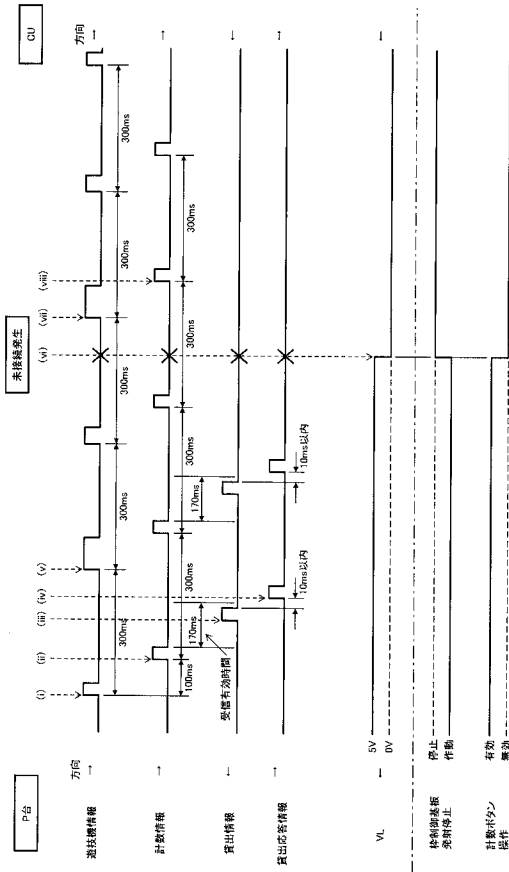 P台
CU
未接続発生
方向
方向
(i)
(ii)
(iii)
(iv)
(v)
(vi)
(vii)
(viii)
遊技機情報
→
→
300ms
300ms
300ms
300ms
300ms
計数情報
→
→
100ms
300ms
300ms
300ms
300ms
受信有効時間
170ms
170ms
貸出情報
←
←
貸出応答情報
→
→
10ms以内
10ms以内
VL
←
←
5V
0V
枠制御基板
発射停止
停止
作動
計数ボタン
操作
有効
無効